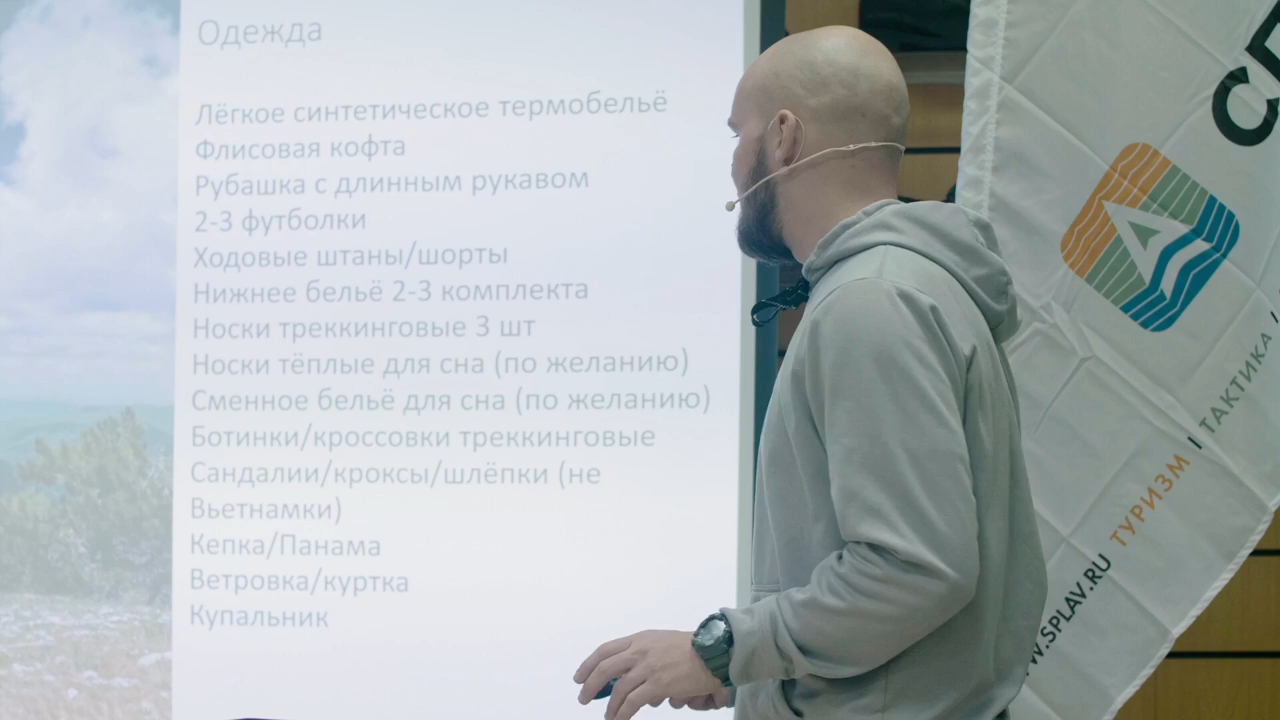 Одежда
Лёгкое синтетическое термобельё
Флисовая кофта
Рубашка с длинным рукавом
2-3 футболки
Ходовые штаны/шорты
Нижнее бельё 2-3 комплекта
Носки треккинговые 3 шт
Носки тёплые для сна (по желанию)
Сменное бельё для сна (по желанию)
Ботинки/кроссовки треккинговые
Сандалии/кроксы/шлёпки (не
Вьетнамки)
Кепка/Панама
Ветровка/куртка
Купальник
W.SPLAV.RU ТУРИЗМ I ТАКТИКА I